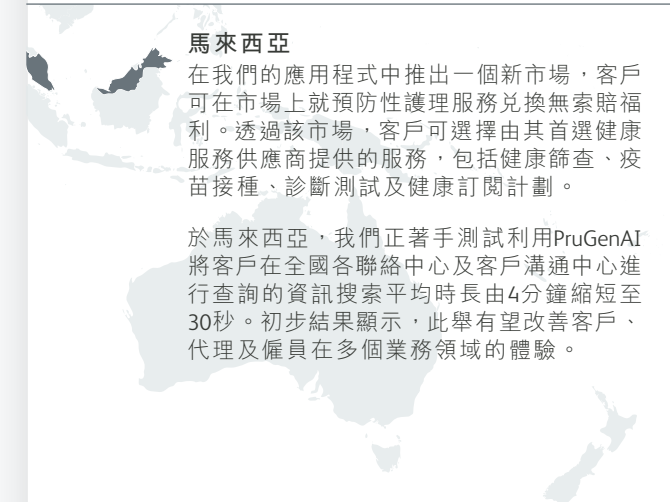 馬來西亞
在我們的應用程式中推出一個新市場，客戶
可在市場上就預防性護理服務兌換無索賠福
利。透過該市場，客戶可選擇由其首選健康
服務供應商提供的服務，包括健康篩查、疫
苗接種、診斷測試及健康訂閱計劃。
於馬來西亞，我們正著手測試利用PruGenAI
將客戶在全國各聯絡中心及客戶溝通中心進
行查詢的資訊搜索平均時長由4分鐘縮短至
30秒。初步結果顯示，此舉有望改善客戶、
代理及僱員在多個業務領域的體驗。